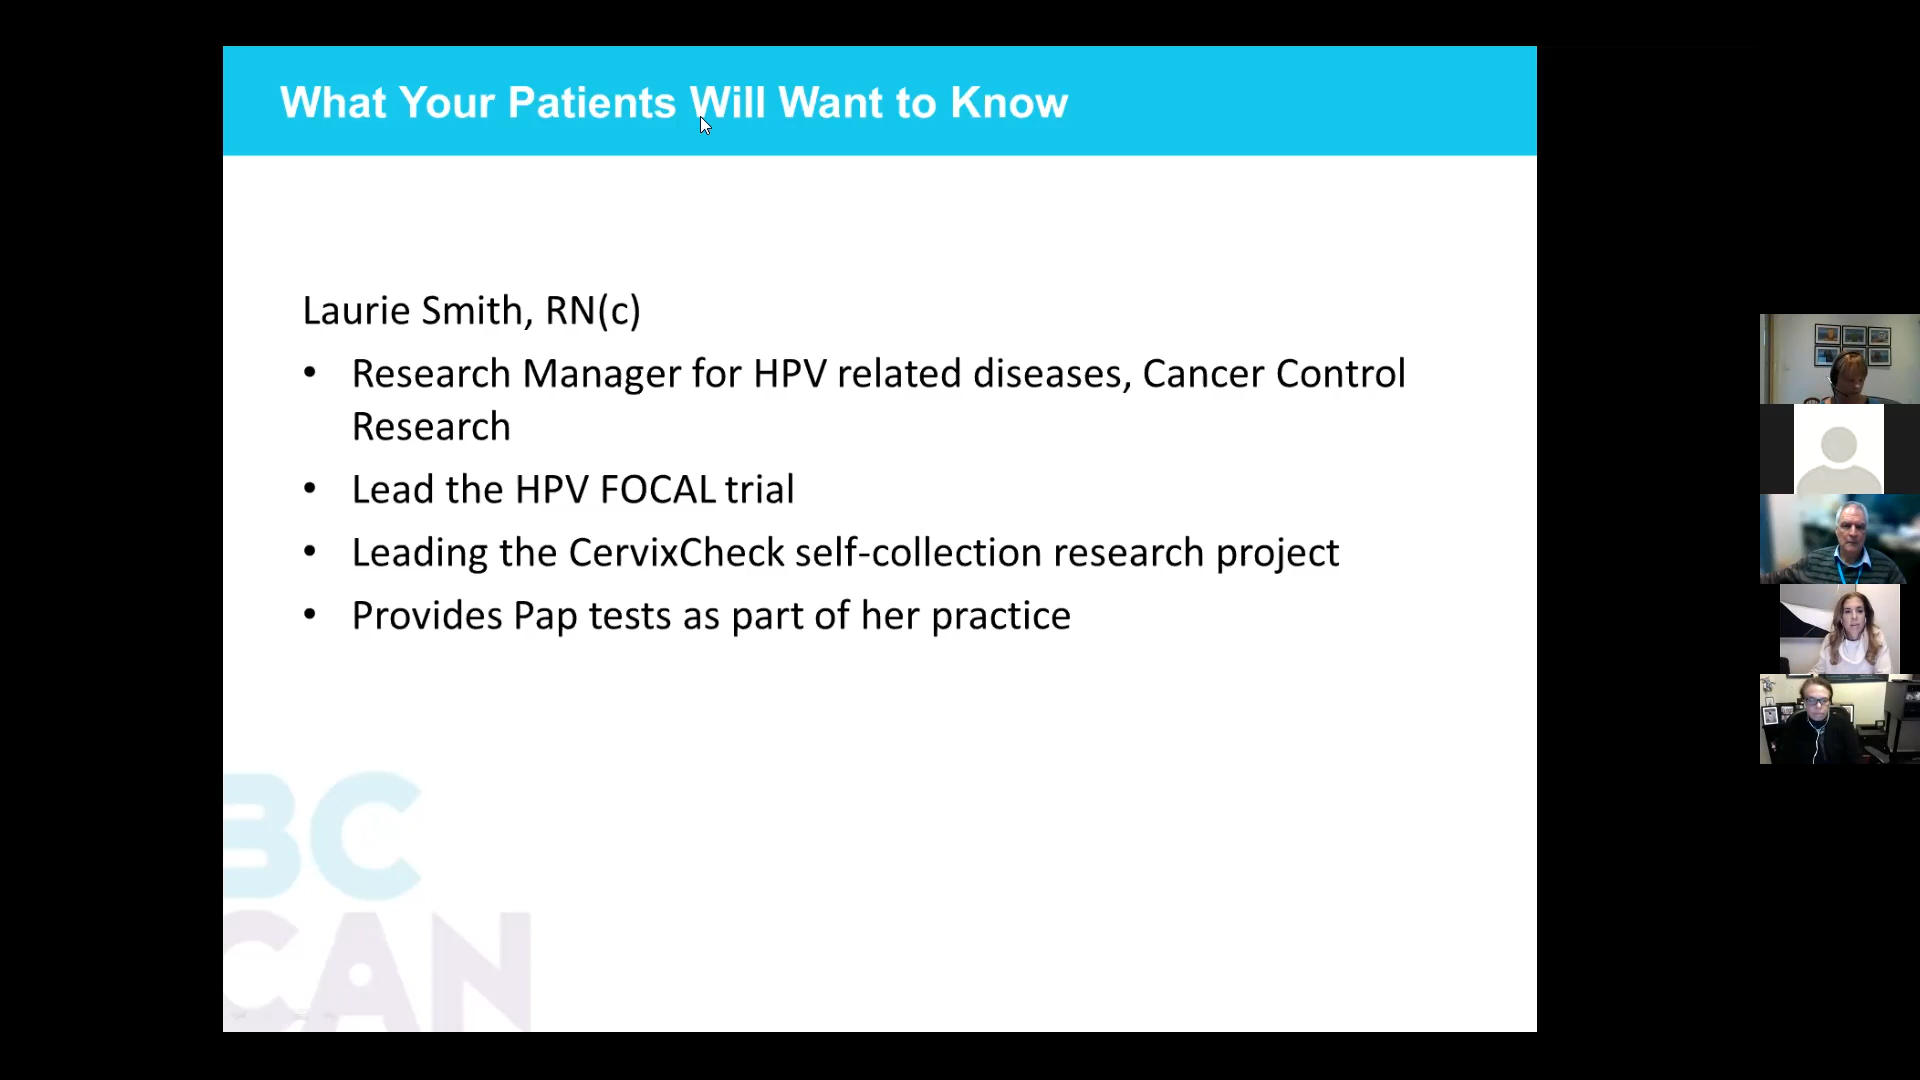 What Your Patients Will Want to Know
Laurie Smith, RN(c)
• Research Manager for HPV related diseases, Cancer Control
Research
• Lead the HPV FOCAL trial
• Leading the CervixCheck self-collection research project
• Provides Pap tests as part of her practice
BC
CAN